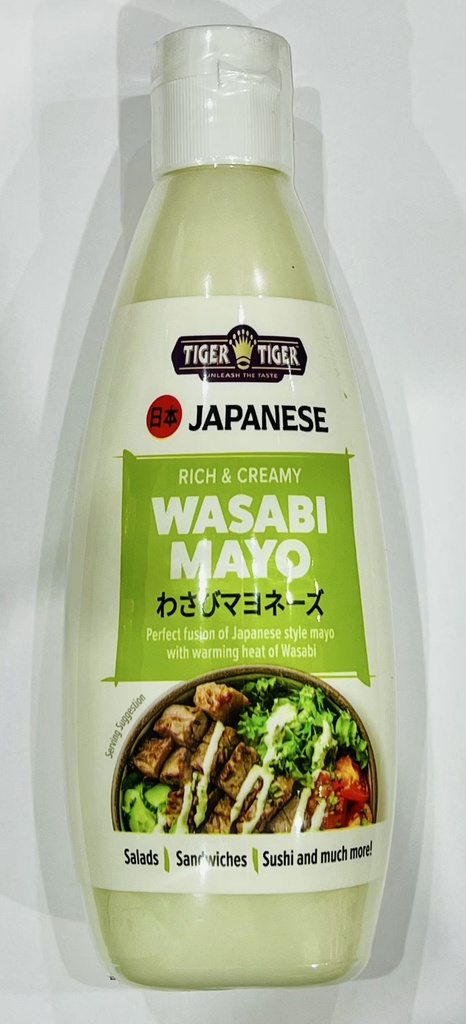 TIGER TIGER
UNLEASH THE TASTE
日本 JAPANESE
RICH & CREAMY
WASABI
MAYO
わさびマヨネーズ
Perfect fusion of Japanese style mayo
with warming heat of Wasabi
Serving Suggestion
Salads | Sandwiches | Sushi and much more!